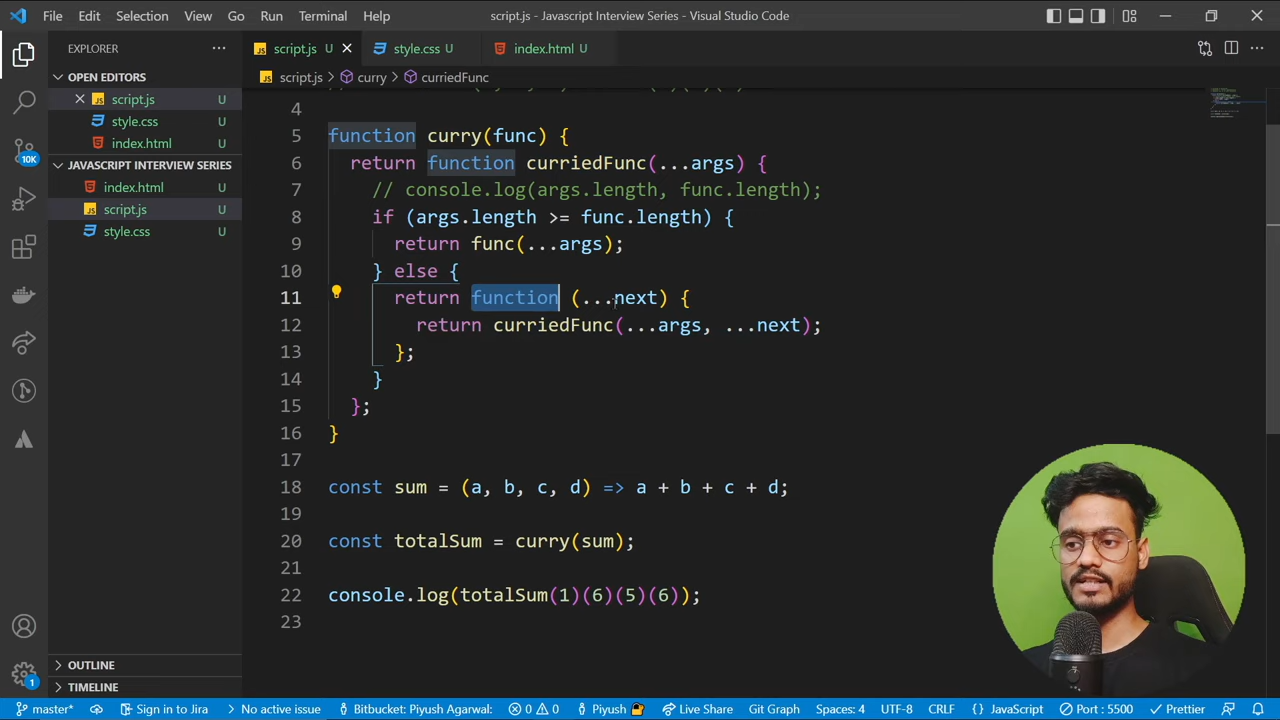 File Edit Selection View Go Run Terminal Help script.js - Javascript Interview Series - Visual Studio Code
EXPLORER
OPEN EDITORS
script.js U
style.css U
index.html U
JAVASCRIPT INTERVIEW SERIES
index.html U
script.js U
style.css U
OUTLINE
TIMELINE
10K
1
JS script.js U style.css U index.html U
JS script.js > curry > curriedFunc
4
5 function curry(func) {
6 return function curriedFunc(...args) {
7 // console.log(args.length, func.length);
8 if (args.length >= func.length) {
9 return func(...args);
10 } else {
11 return function (...next) {
12 return curriedFunc(...args, ...next);
13 };
14 }
15 };
16 }
17
18 const sum = (a, b, c, d) => a + b + c + d;
19
20 const totalSum = curry(sum);
21
22 console.log(totalSum(1)(6)(5)(6));
23
master* Sign in to Jira No active issue Bitbucket: Piyush Agarwal: 0 0 Piyush Live Share Git Graph Spaces: 4 UTF-8 CRLF {} JavaScript Port : 5500 Prettier